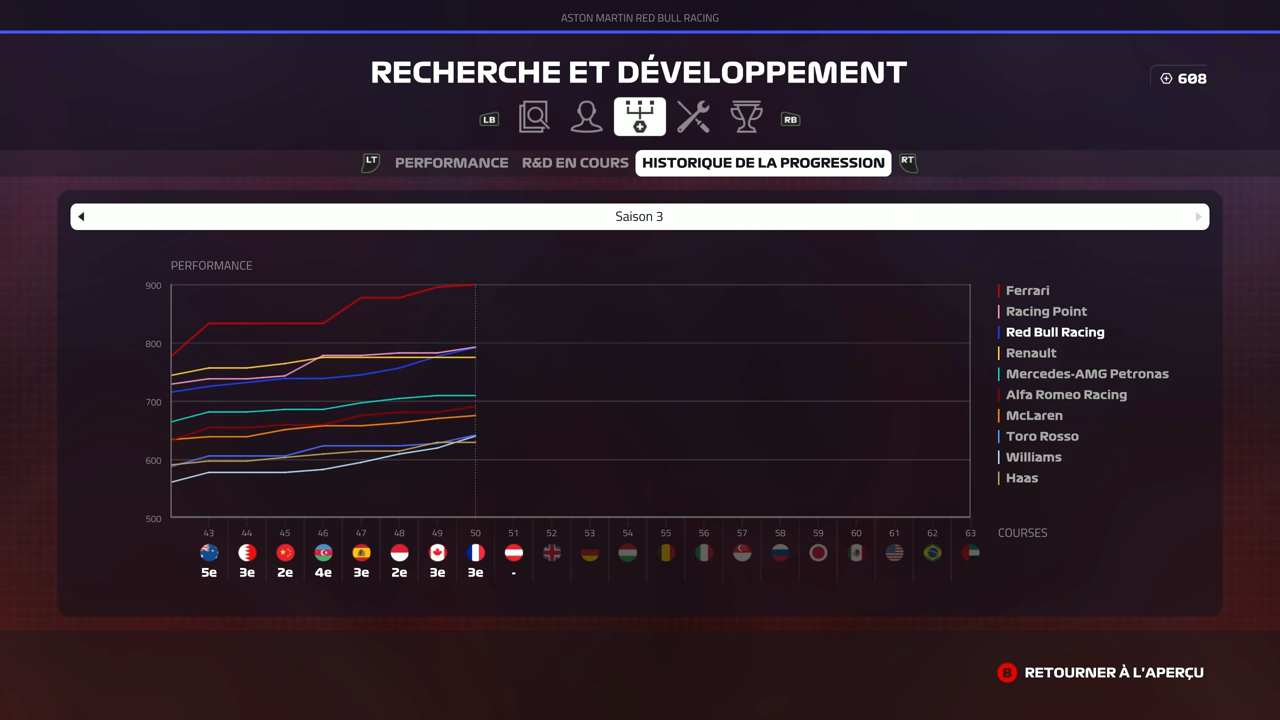 ASTON MARTIN RED BULL RACING
RECHERCHE ET DÉVELOPPEMENT
608
LB RB
LT PERFORMANCE R&D EN COURS HISTORIQUE DE LA PROGRESSION RT
Saison 3
PERFORMANCE
900
800
700
600
500
Ferrari
Racing Point
Red Bull Racing
Renault
Mercedes-AMG Petronas
Alfa Romeo Racing
McLaren
Toro Rosso
Williams
Haas
43 44 45 46 47 48 49 50 51 52 53 54 55 56 57 58 59 60 61 62 63 COURSES
5e 3e 2e 4e 3e 2e 3e 3e -
B RETOURNER À L'APERÇU